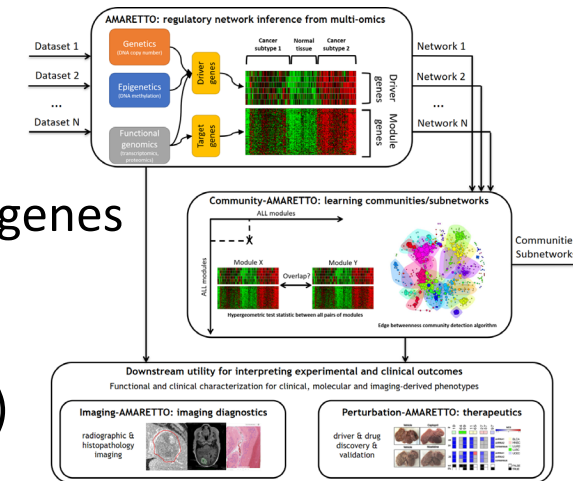 AMARETTO: regulatory network inference from multi-omics
Dataset 1
Dataset 2
...
Dataset N
Genetics
(DNA copy number)
Epigenetics
(DNA methylation)
Functional
genomics
(transcriptomics,
proteomics)
Driver
genes
Target
genes
Cancer
subtype 1
Normal
tissue
Cancer
subtype 2
Driver
genes
Module
genes
Network 1
Network 2
...
Network N
genes
)
Community-AMARETTO: learning communities/subnetworks
ALL modules
ALL modules
X
Module X
Overlap?
Module Y
Hypergeometric test statistic between all pairs of modules
Edge betweenness community detection algorithm
Communities
Subnetworks
Downstream utility for interpreting experimental and clinical outcomes
Functional and clinical characterization for clinical, molecular and imaging-derived phenotypes
Imaging-AMARETTO: imaging diagnostics
radiographic &
histopathology
imaging
Perturbation-AMARETTO: therapeutics
driver & drug
discovery &
validation